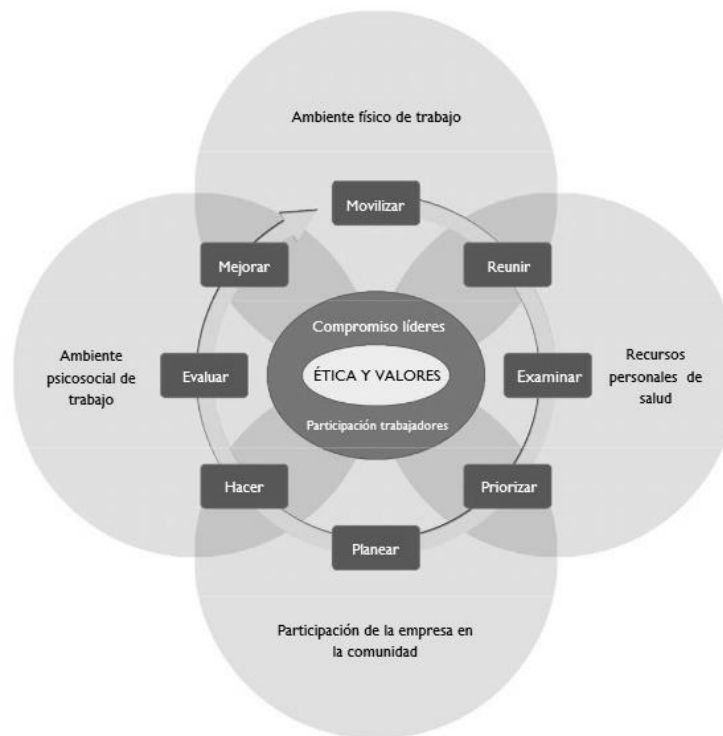 Ambiente físico de trabajo
Movilizar
Mejorar
Reunir
Compromiso líderes
Ambiente
psicosocial de
trabajo
Evaluar
ÉTICA Y VALORES
Examinar
Recursos
personales de
salud
Participación trabajadores
Hacer
Priorizar
Planear
Participación de la empresa en
la comunidad